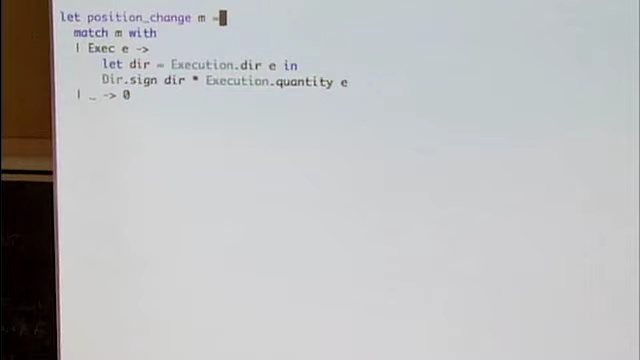 let position_change m =
match m with
| Exec e ->
let dir = Execution.dir e in
Dir.sign dir * Execution.quantity e
| _ -> 0